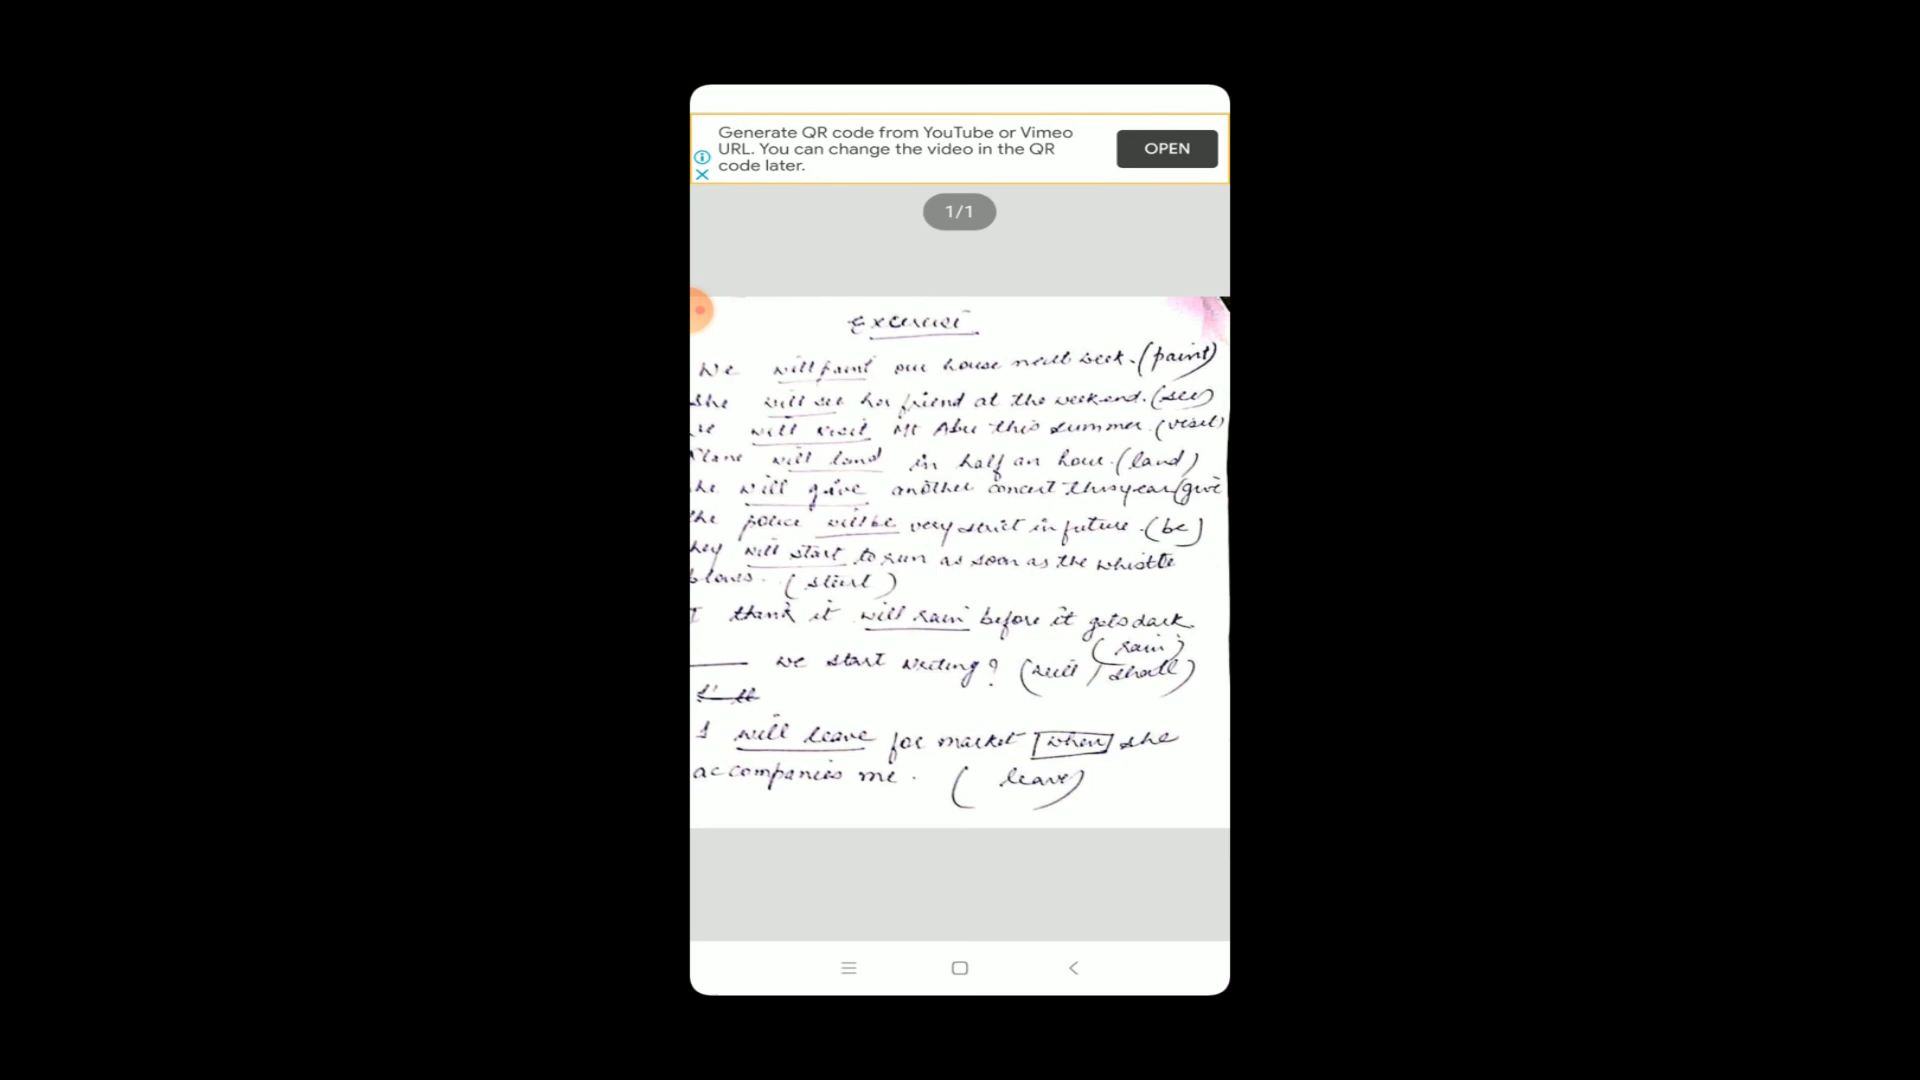 Generate QR code from YouTube or Vimeo
URL. You can change the video in the QR
code later.
OPEN
1/1
Excercise
We will paint our house next week. (paint)
She will see her friend at the weekend. (see)
will visit Mt Abu this summer. (visit)
Plane will land in half an hour. (land)
he will give another concert this year (give
the police will be very strict in future. (be)
hey will start to run as soon as the whistle
blows. (start)
I think it will rain before it gets dark.
(rain)
____ we start writing? (will / shall)
I will leave for market when she
accompanies me. (leave)